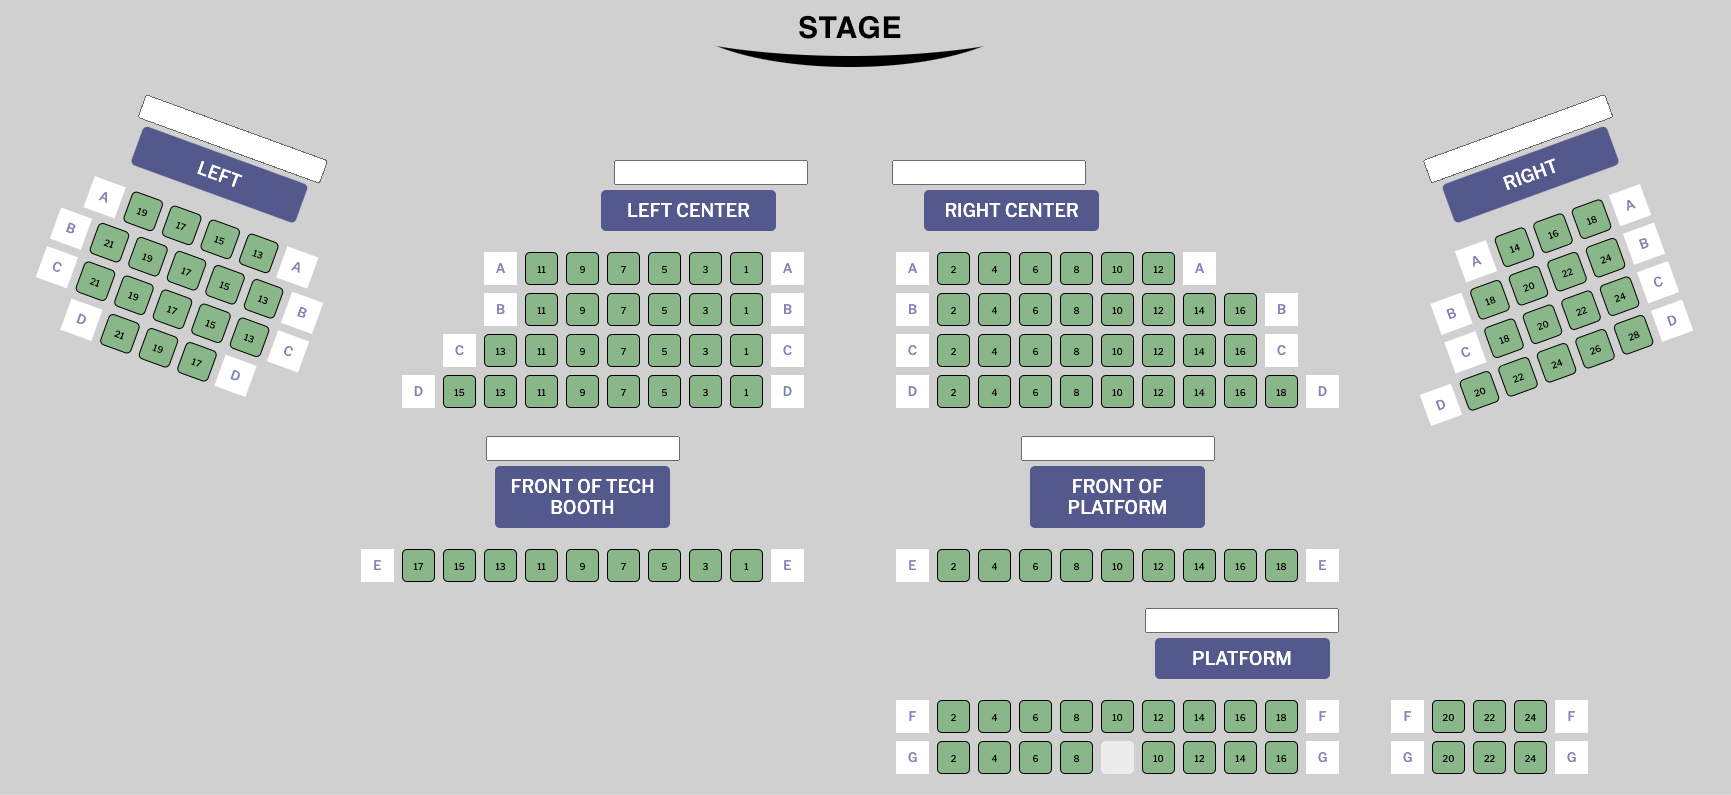 STAGE
LEFT
A 19 17 15 13 A
B 21 19 17 15 13 B
C 21 19 17 15 13 C
D 21 19 17 D
LEFT CENTER
A 11 9 7 5 3 1 A
B 11 9 7 5 3 1 B
C 13 11 9 7 5 3 1 C
D 15 13 11 9 7 5 3 1 D
RIGHT CENTER
A 2 4 6 8 10 12 A
B 2 4 6 8 10 12 14 16 B
C 2 4 6 8 10 12 14 16 C
D 2 4 6 8 10 12 14 16 18 D
RIGHT
A 14 16 18 A
B 18 20 22 24 B
C 18 20 22 24 C
D 20 22 24 26 28 D
FRONT OF TECH
BOOTH
E 17 15 13 11 9 7 5 3 1 E
FRONT OF
PLATFORM
E 2 4 6 8 10 12 14 16 18 E
PLATFORM
F 2 4 6 8 10 12 14 16 18 F F 20 22 24 F
G 2 4 6 8 10 12 14 16 G G 20 22 24 G